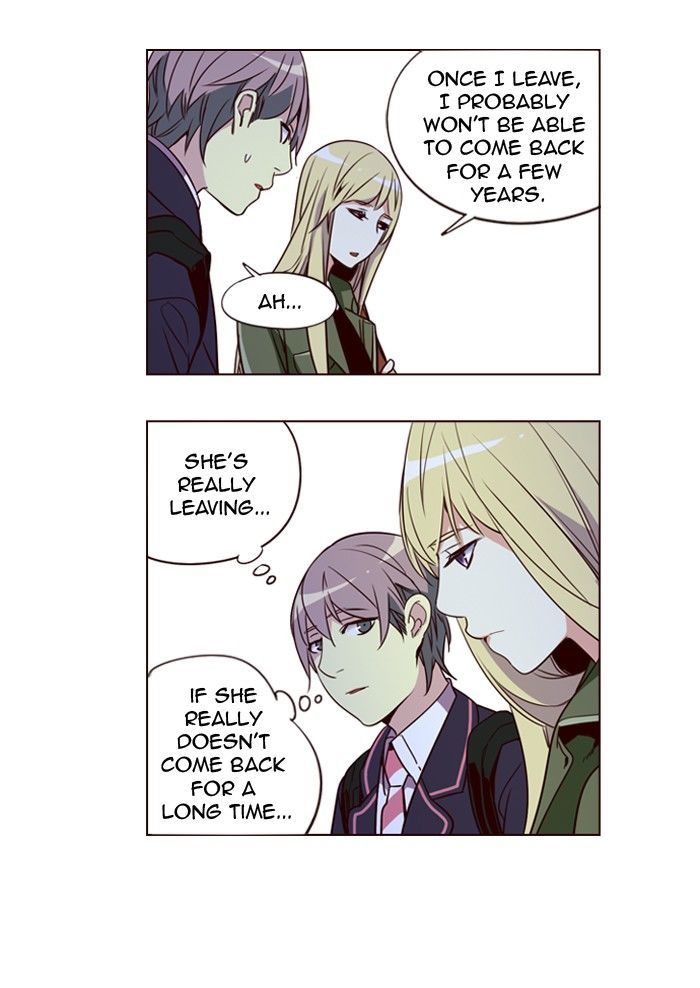 ONCE I LEAVE,
I PROBABLY
WON'T BE ABLE
TO COME BACK
FOR A FEW
YEARS.
AH...
SHE'S
REALLY
LEAVING...
IF SHE
REALLY
DOESN'T
COME BACK
FOR A
LONG TIME...